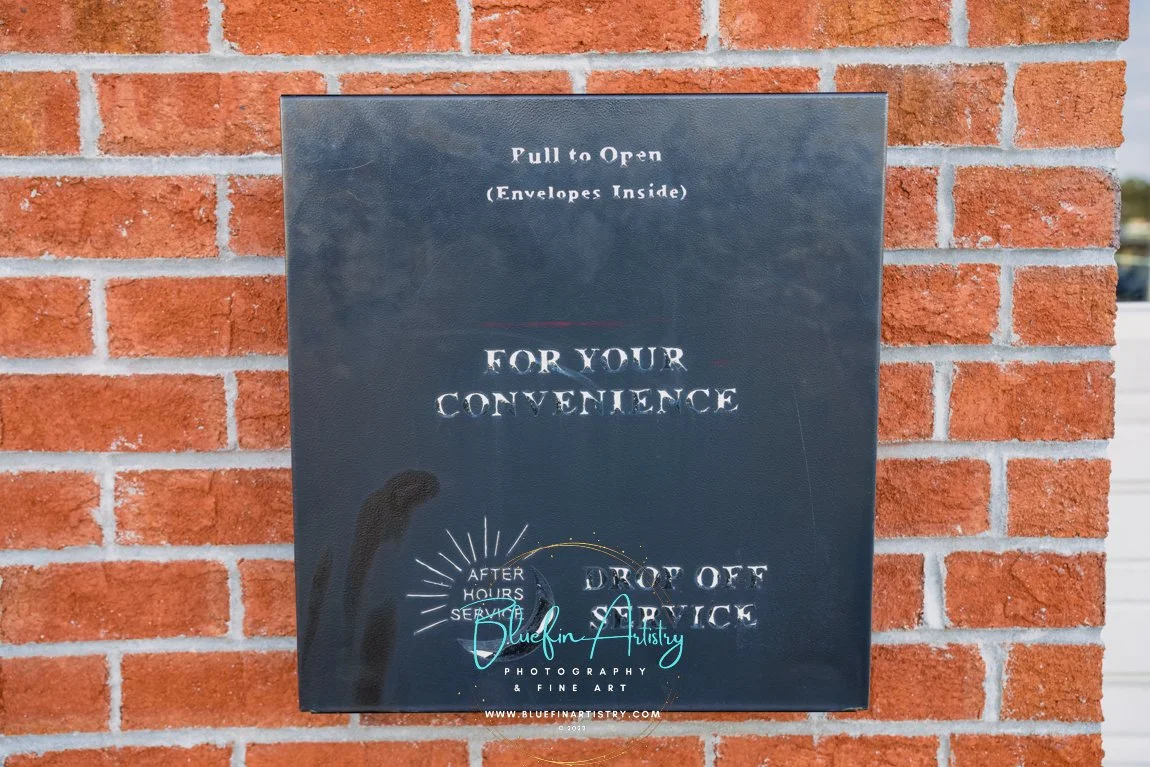 Pull to Open
(Envelopes Inside)
FOR YOUR
CONVENIENCE
AFTER
HOURS
SERVICE
DROP OFF
SERVICE
Bluefin Artistry
PHOTOGRAPHY
& FINE ART
WWW.BLUEFINARTISTRY.COM
© 2022